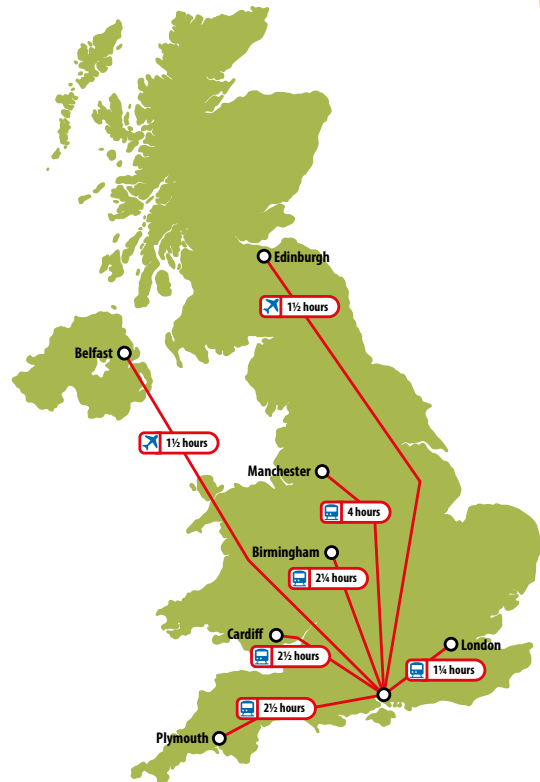 Edinburgh
1½ hours
Belfast
1½ hours
Manchester
4 hours
Birmingham
2¼ hours
Cardiff
2½ hours
London
1¼ hours
2½ hours
Plymouth